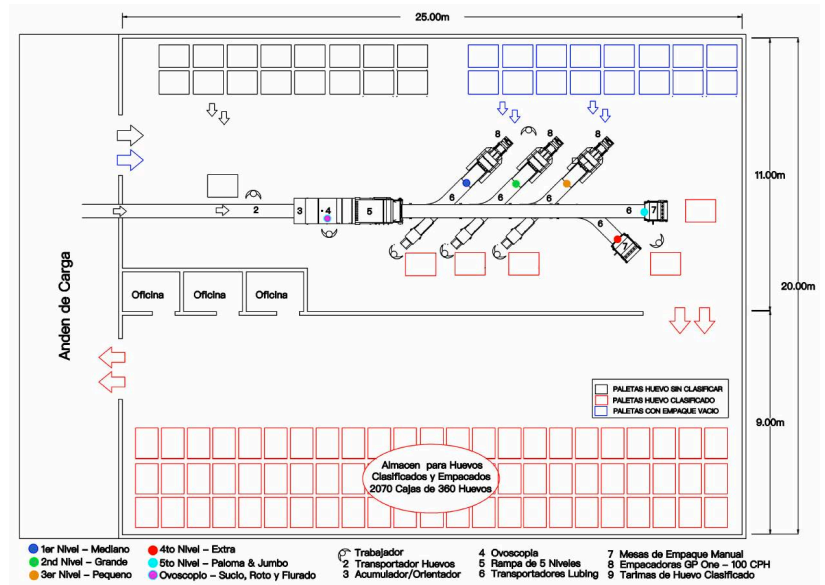 25.00m
8
8
8
11.00m
6
6
6
2
3
4
5
6
7
6
7
Oficina
Oficina
Oficina
20.00m
Anden de Carga
PALETAS HUEVO SIN CLASIFICAR
PALETAS HUEVO CLASIFICADO
PALETAS CON EMPAQUE VACIO
9.00m
Almacen para Huevos
Clasificados y Empacados
2070 Cajas de 360 Huevos
1er Nivel – Mediano
2nd Nivel – Grande
3er Nivel – Pequeno
4to Nivel – Extra
5to Nivel – Paloma & Jumbo
Ovoscopio – Sucio, Roto y Fiurado
Trabajador
2 Transportador Huevos
3 Acumulador/Orientador
4 Ovoscopia
5 Rampa de 5 Niveles
6 Transportadores Lubing
7 Mesas de Empaque Manual
8 Empacadoras GP One – 100 CPH
9 Tarimas de Huevo Clasificado